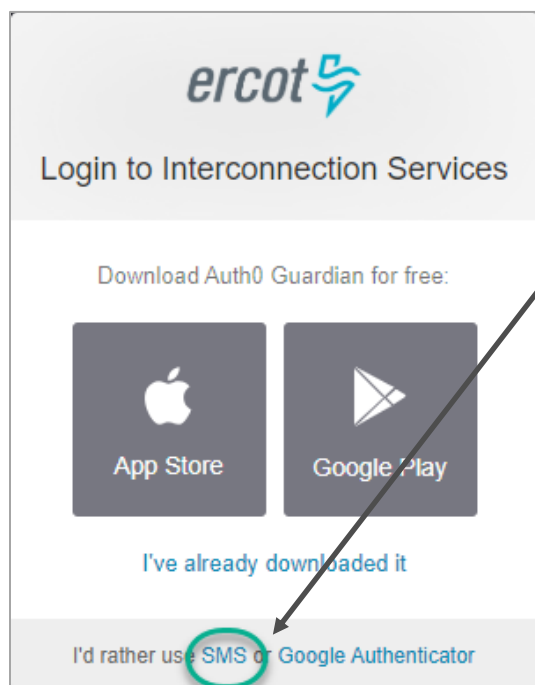 ercot
Login to Interconnection Services
Download Auth0 Guardian for free:
App Store
Google Play
I've already downloaded it
I'd rather use SMS or Google Authenticator